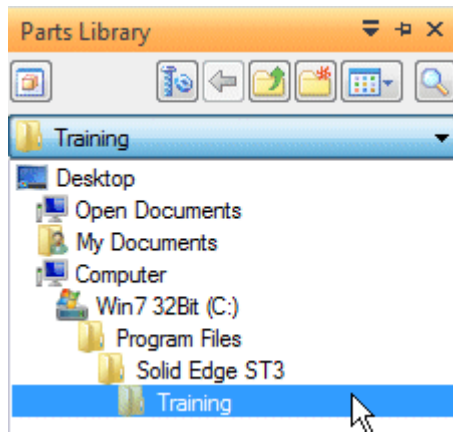 Parts Library
Training
Desktop
Open Documents
My Documents
Computer
Win7 32Bit (C:)
Program Files
Solid Edge ST3
Training